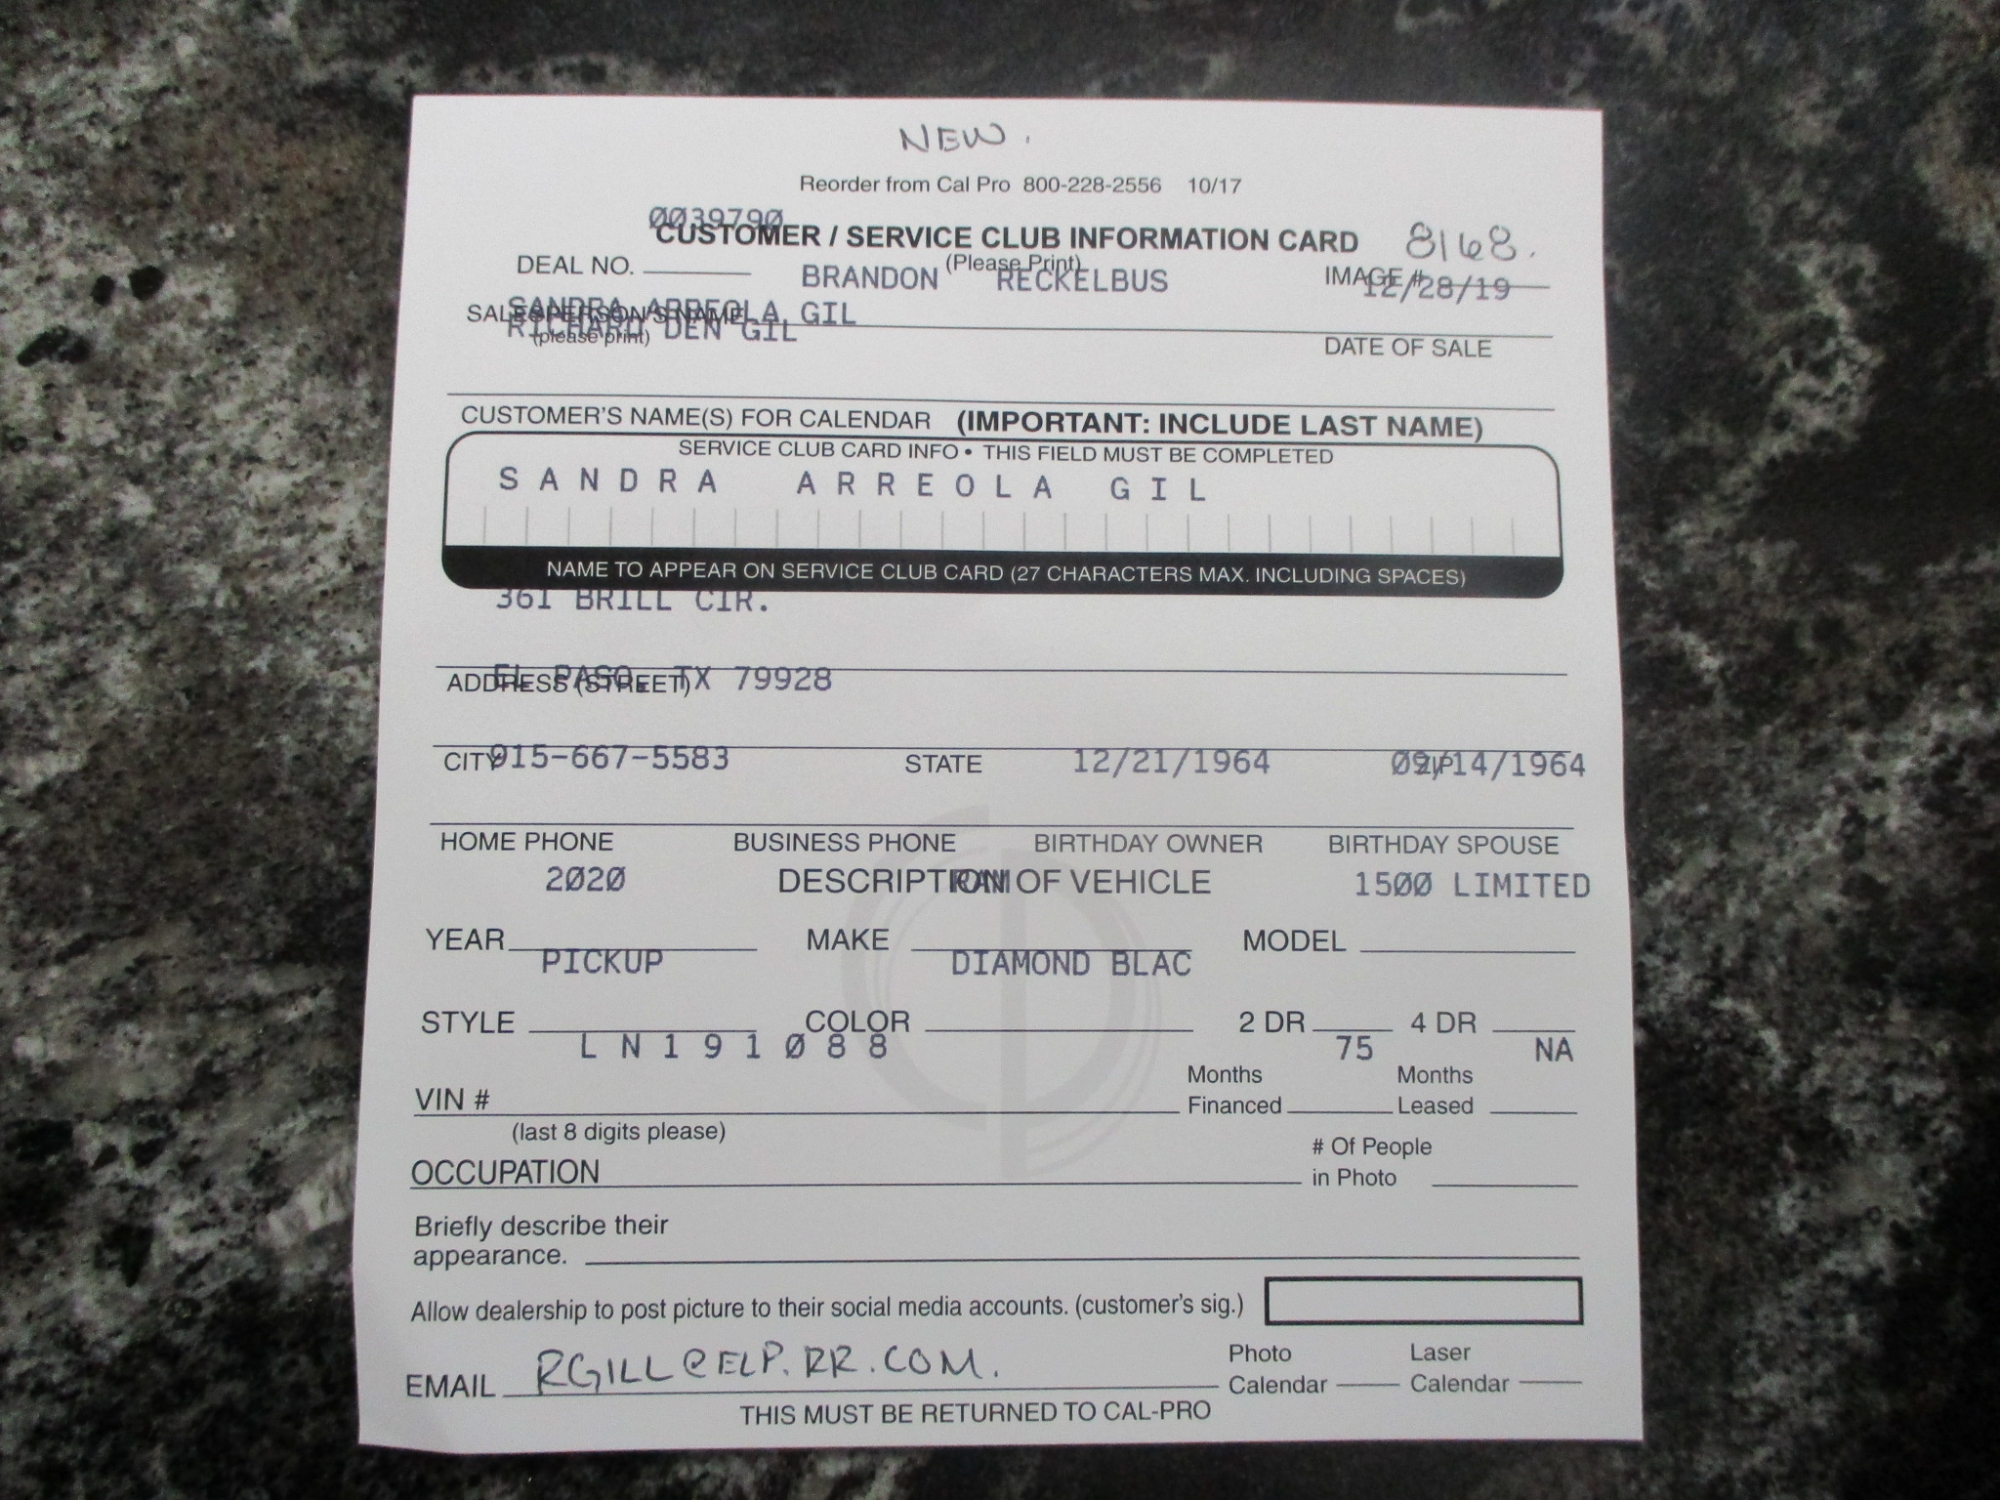 NEW.
Reorder from Cal Pro 800-228-2556 10/17
0039790
CUSTOMER / SERVICE CLUB INFORMATION CARD 8168.
(Please Print)
DEAL NO. BRANDON RECKELBUS IMAGE # 12/28/19
SALESPERSON'S NAME SANDRA ARREOLA GIL
(please print) RICHARD DEN GIL
DATE OF SALE
CUSTOMER'S NAME(S) FOR CALENDAR (IMPORTANT: INCLUDE LAST NAME)
SERVICE CLUB CARD INFO • THIS FIELD MUST BE COMPLETED
SANDRA ARREOLA GIL
NAME TO APPEAR ON SERVICE CLUB CARD (27 CHARACTERS MAX. INCLUDING SPACES)
361 BRILL CIR.
ADDRESS (STREET) EL PASO, TX 79928
CITY 915-667-5583 STATE 12/21/1964 ZIP 09/14/1964
HOME PHONE BUSINESS PHONE BIRTHDAY OWNER BIRTHDAY SPOUSE
2020 DESCRIPTION OF VEHICLE RAM 1500 LIMITED
YEAR MAKE MODEL
PICKUP DIAMOND BLAC
STYLE COLOR 2 DR 4 DR
LN191088 75 NA
VIN # Months Financed Months Leased
(last 8 digits please)
OCCUPATION # Of People in Photo
Briefly describe their
appearance.
Allow dealership to post picture to their social media accounts. (customer's sig.)
EMAIL RGILL@ELP.RR.COM. Photo Calendar Laser Calendar
THIS MUST BE RETURNED TO CAL-PRO